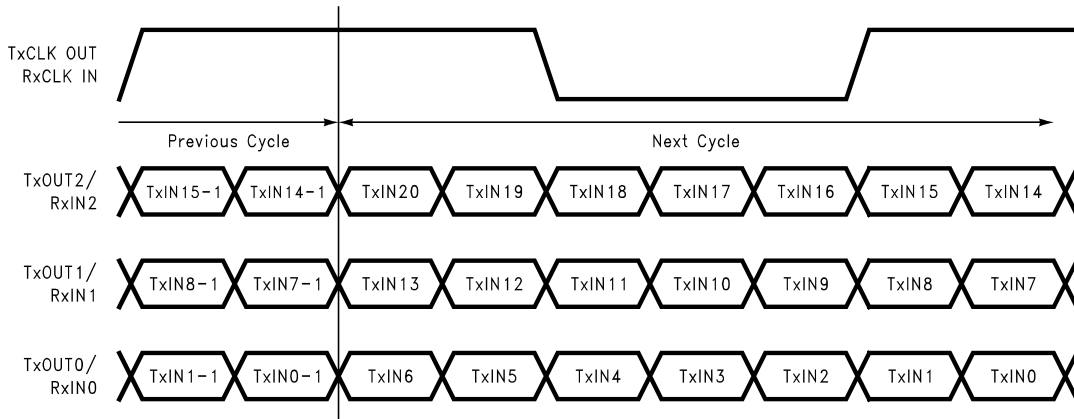 TxCLK OUT
RxCLK IN
Previous Cycle Next Cycle
TxOUT2/
RxIN2
TxIN15-1 TxIN14-1 TxIN20 TxIN19 TxIN18 TxIN17 TxIN16 TxIN15 TxIN14
TxOUT1/
RxIN1
TxIN8-1 TxIN7-1 TxIN13 TxIN12 TxIN11 TxIN10 TxIN9 TxIN8 TxIN7
TxOUT0/
RxIN0
TxIN1-1 TxIN0-1 TxIN6 TxIN5 TxIN4 TxIN3 TxIN2 TxIN1 TxIN0